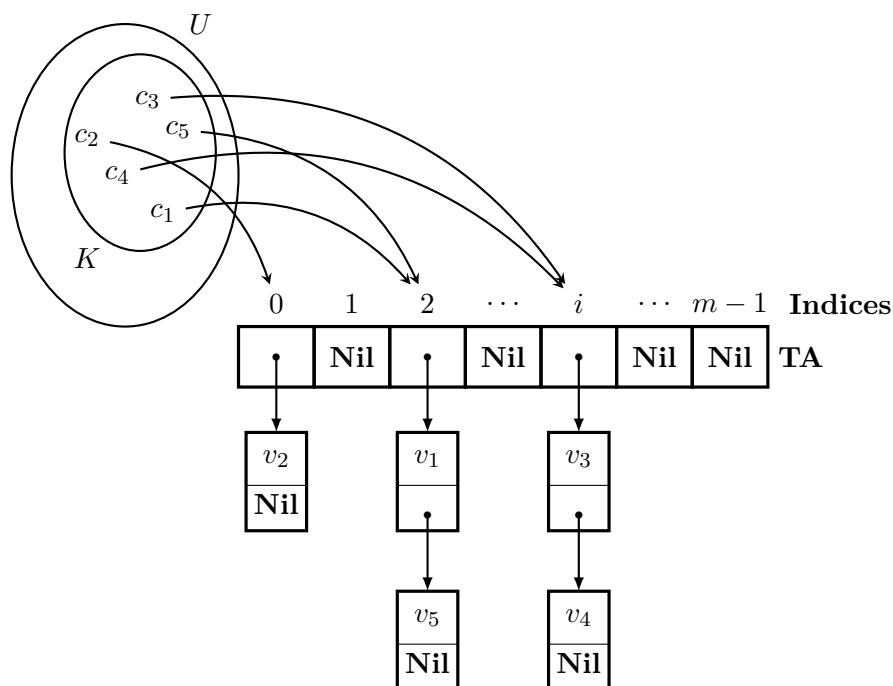 U
c₃
c₂ c₅
c₄
c₁
K
0 1 2 ⋯ i ⋯ m − 1 Indices
Nil Nil Nil Nil TA
v₂ v₁ v₃
Nil
v₅ v₄
Nil Nil